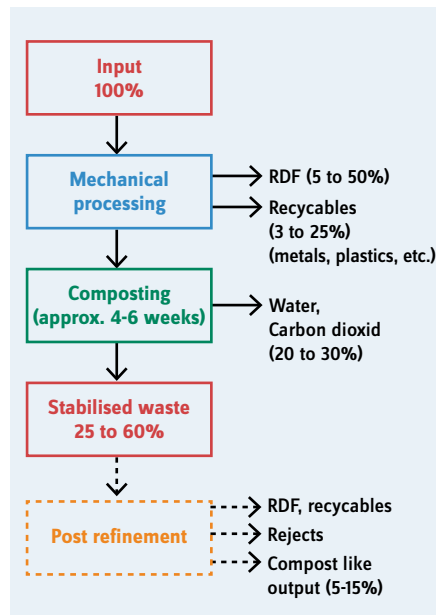 Input
100%
Mechanical
processing
RDF (5 to 50%)
Recycables
(3 to 25%)
(metals, plastics, etc.)
Composting
(approx. 4-6 weeks)
Water,
Carbon dioxid
(20 to 30%)
Stabilised waste
25 to 60%
Post refinement
RDF, recycables
Rejects
Compost like
output (5-15%)